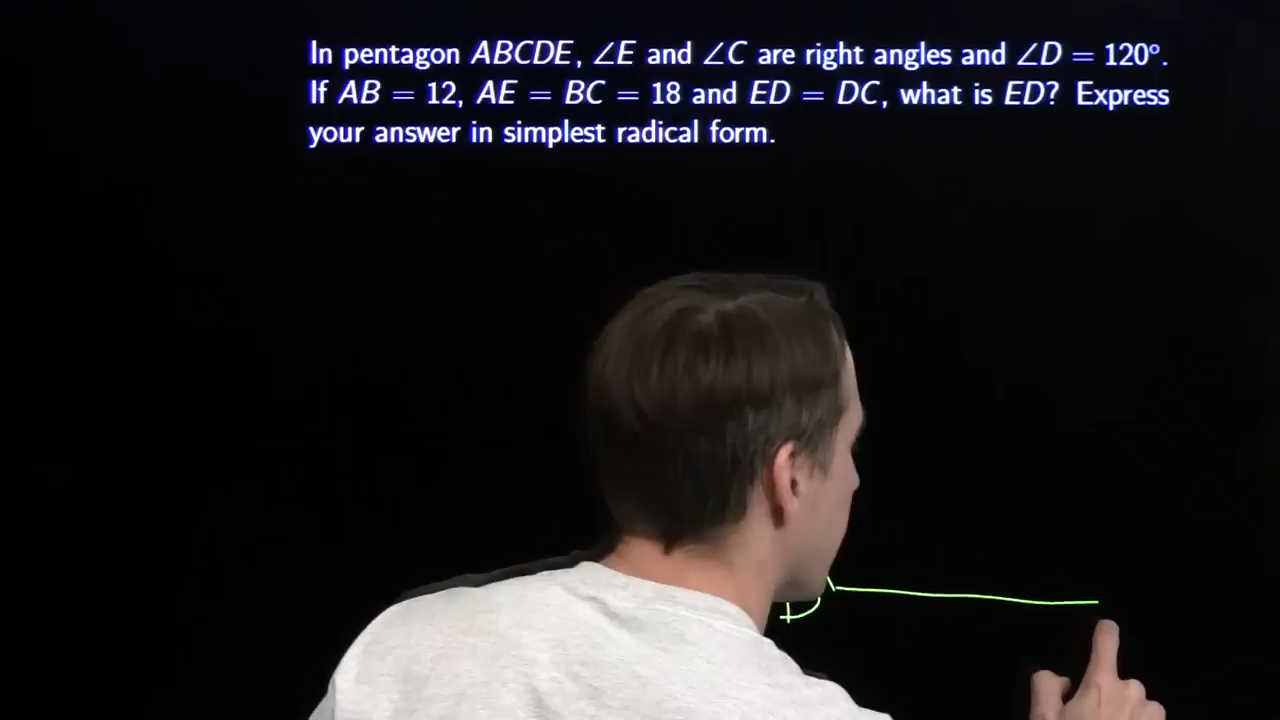 In pentagon ABCDE, ∠E and ∠C are right angles and ∠D = 120°.
If AB = 12, AE = BC = 18 and ED = DC, what is ED? Express
your answer in simplest radical form.